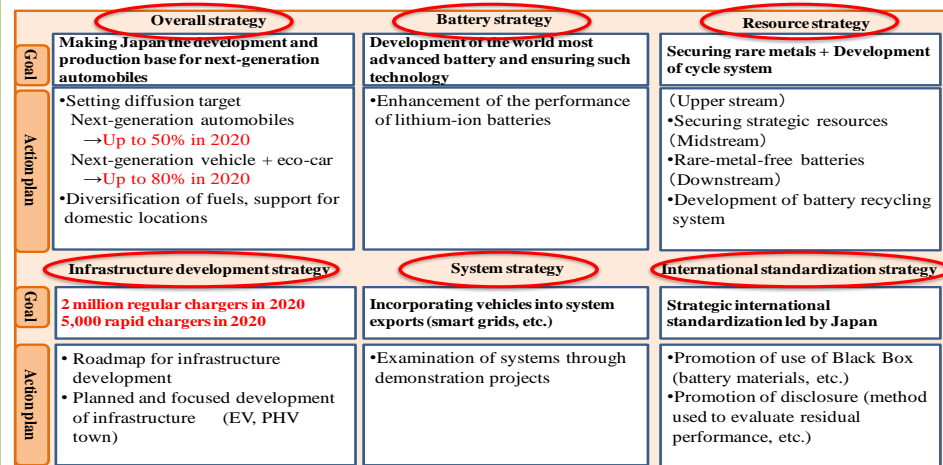 Overall strategy
Battery strategy
Resource strategy
Goal
Making Japan the development and
production base for next-generation
automobiles
Development of the world most
advanced battery and ensuring such
technology
Securing rare metals + Development
of cycle system
Action plan
•Setting diffusion target
Next-generation automobiles
→Up to 50% in 2020
Next-generation vehicle + eco-car
→Up to 80% in 2020
•Diversification of fuels, support for
domestic locations
•Enhancement of the performance
of lithium-ion batteries
(Upper stream)
•Securing strategic resources
(Midstream)
•Rare-metal-free batteries
(Downstream)
•Development of battery recycling
system
Infrastructure development strategy
System strategy
International standardization strategy
Goal
2 million regular chargers in 2020
5,000 rapid chargers in 2020
Incorporating vehicles into system
exports (smart grids, etc.)
Strategic international
standardization led by Japan
Action plan
• Roadmap for infrastructure
development
• Planned and focused development
of infrastructure (EV, PHV
town)
•Examination of systems through
demonstration projects
•Promotion of use of Black Box
(battery materials, etc.)
•Promotion of disclosure (method
used to evaluate residual
performance, etc.)